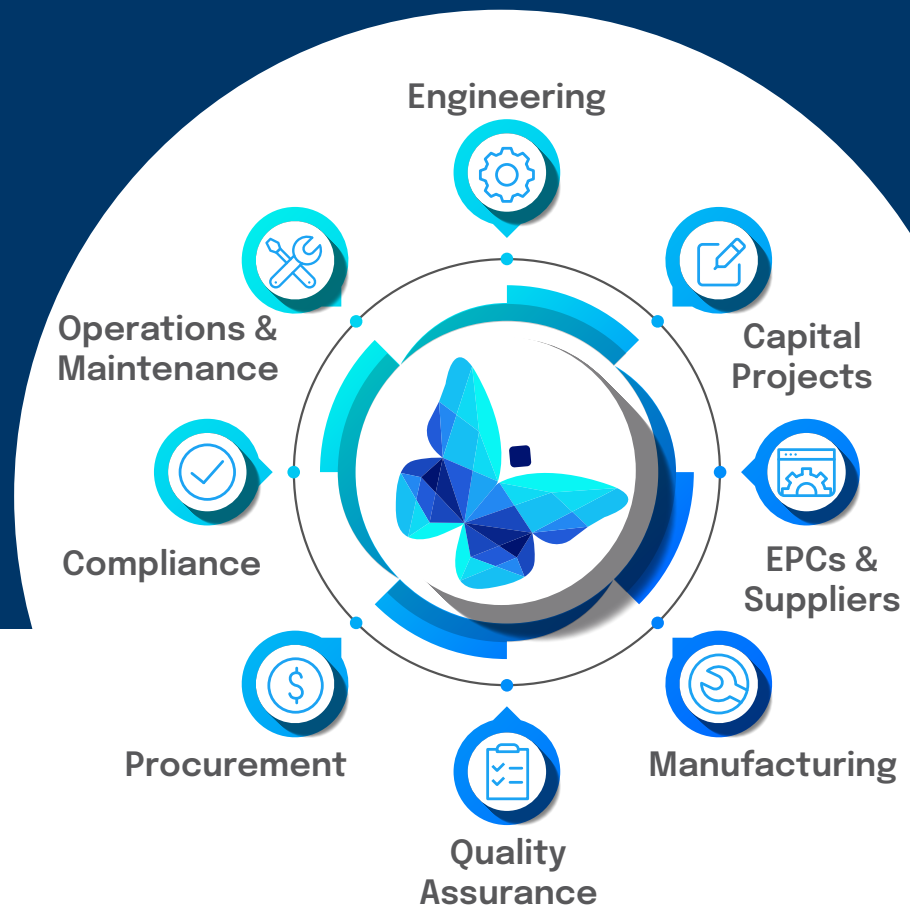 Engineering
Operations &
Maintenance
Capital
Projects
Compliance
EPCs &
Suppliers
Procurement
Manufacturing
Quality
Assurance
$